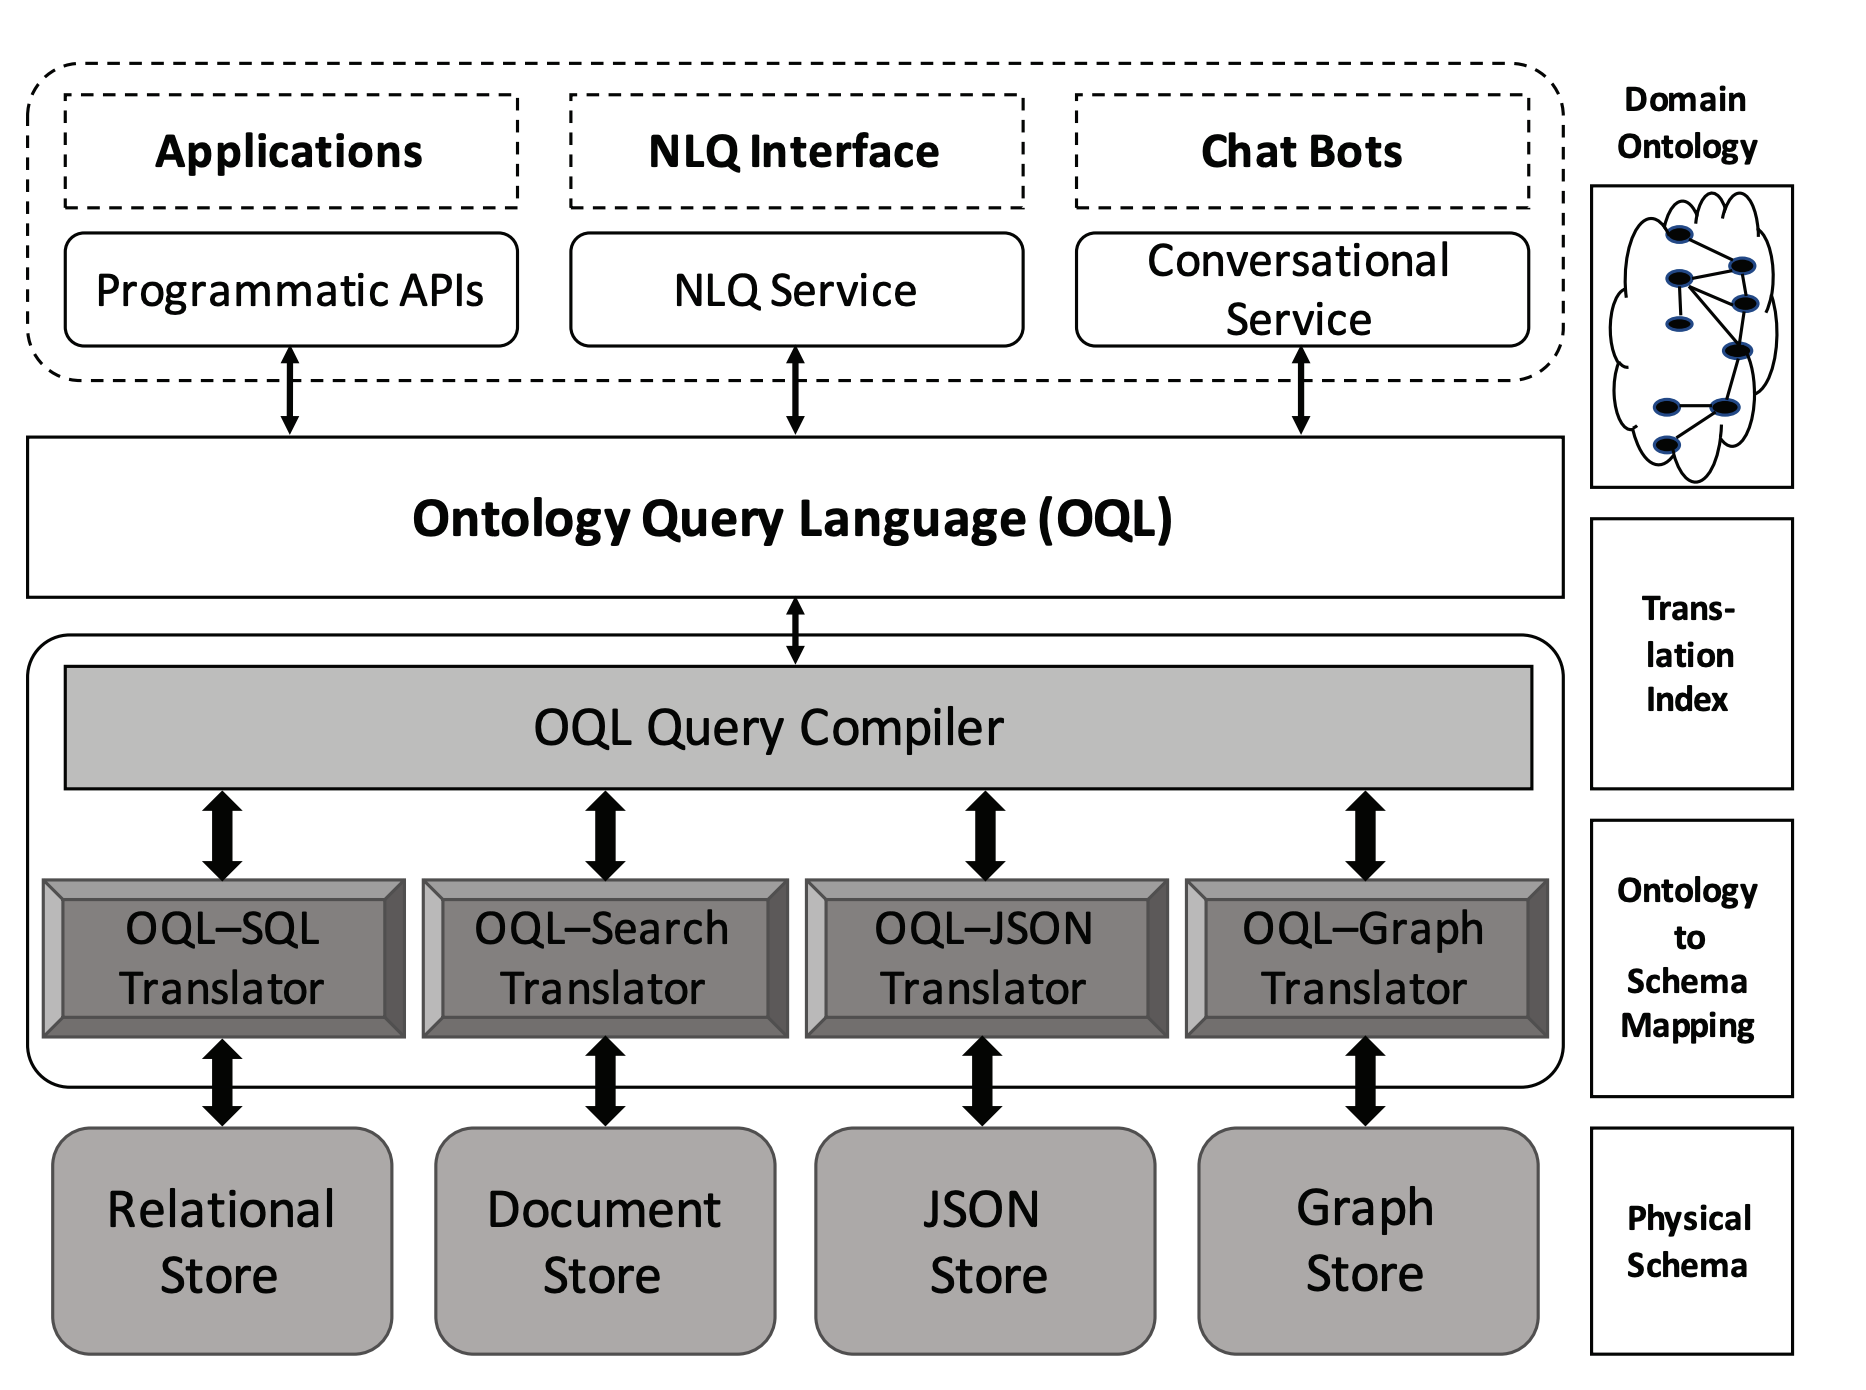 Applications
NLQ Interface
Chat Bots
Programmatic APIs
NLQ Service
Conversational
Service
Ontology Query Language (OQL)
OQL Query Compiler
OQL–SQL
Translator
OQL–Search
Translator
OQL–JSON
Translator
OQL–Graph
Translator
Relational
Store
Document
Store
JSON
Store
Graph
Store
Domain
Ontology
Trans-
lation
Index
Ontology
to
Schema
Mapping
Physical
Schema